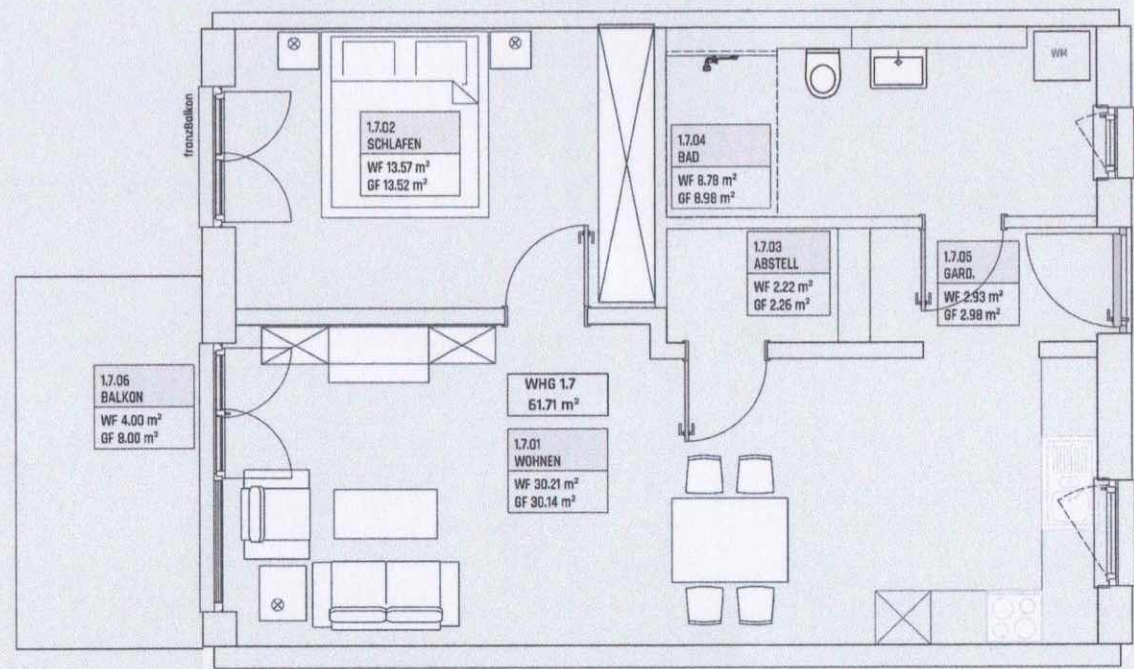 WM
franzBalkon
1.7.02
SCHLAFEN
WF 13.57 m²
GF 13.52 m²
1.7.04
BAD
WF 8.78 m²
GF 8.98 m²
1.7.03
ABSTELL
WF 2.22 m²
GF 2.26 m²
1.7.05
GARD.
WF 2.93 m²
GF 2.98 m²
1.7.06
BALKON
WF 4.00 m²
GF 8.00 m²
WHG 1.7
61.71 m²
1.7.01
WOHNEN
WF 30.21 m²
GF 30.14 m²